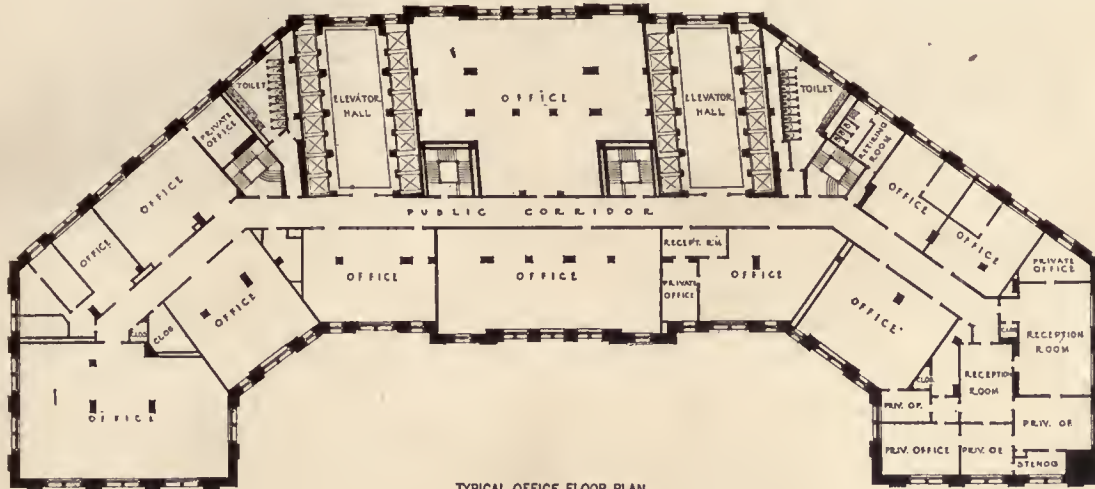 TOILET
ELEVATOR
HALL
OFFICE
ELEVATOR
HALL
TOILET
PRIVATE
OFFICE
RETIRING
ROOM
OFFICE
OFFICE
PUBLIC CORRIDOR
OFFICE
OFFICE
PRIVATE
OFFICE
OFFICE
OFFICE
OFFICE
RECEPT. RM.
PRIVATE
OFFICE
OFFICE
OFFICE
CLOS
CLOS
CLOS
RECEPTION
ROOM
RECEPTION
ROOM
CLOS
OFFICE
PRIV. OF.
PRIV. OF.
PRIV. OFFICE
PRIV. OF.
STENOG
TYPICAL OFFICE FLOOR PLAN